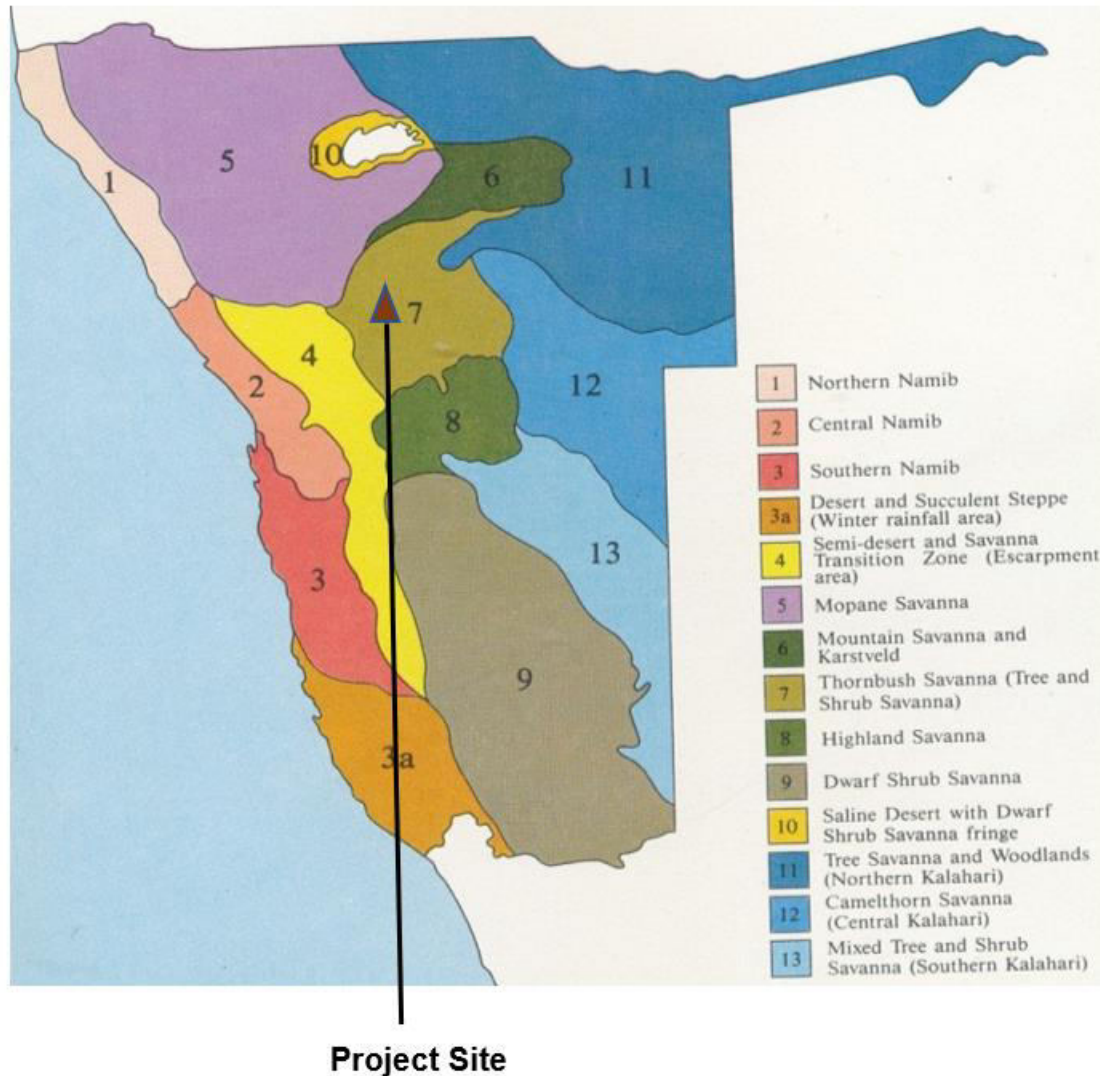 10
5
1
6
11
7
4
2
12
8
13
3
9
3a
1 Northern Namib
2 Central Namib
3 Southern Namib
3a Desert and Succulent Steppe
(Winter rainfall area)
4 Semi-desert and Savanna
Transition Zone (Escarpment
area)
5 Mopane Savanna
6 Mountain Savanna and
Karstveld
7 Thornbush Savanna (Tree and
Shrub Savanna)
8 Highland Savanna
9 Dwarf Shrub Savanna
10 Saline Desert with Dwarf
Shrub Savanna fringe
11 Tree Savanna and Woodlands
(Northern Kalahari)
12 Camelthorn Savanna
(Central Kalahari)
13 Mixed Tree and Shrub
Savanna (Southern Kalahari)
Project Site